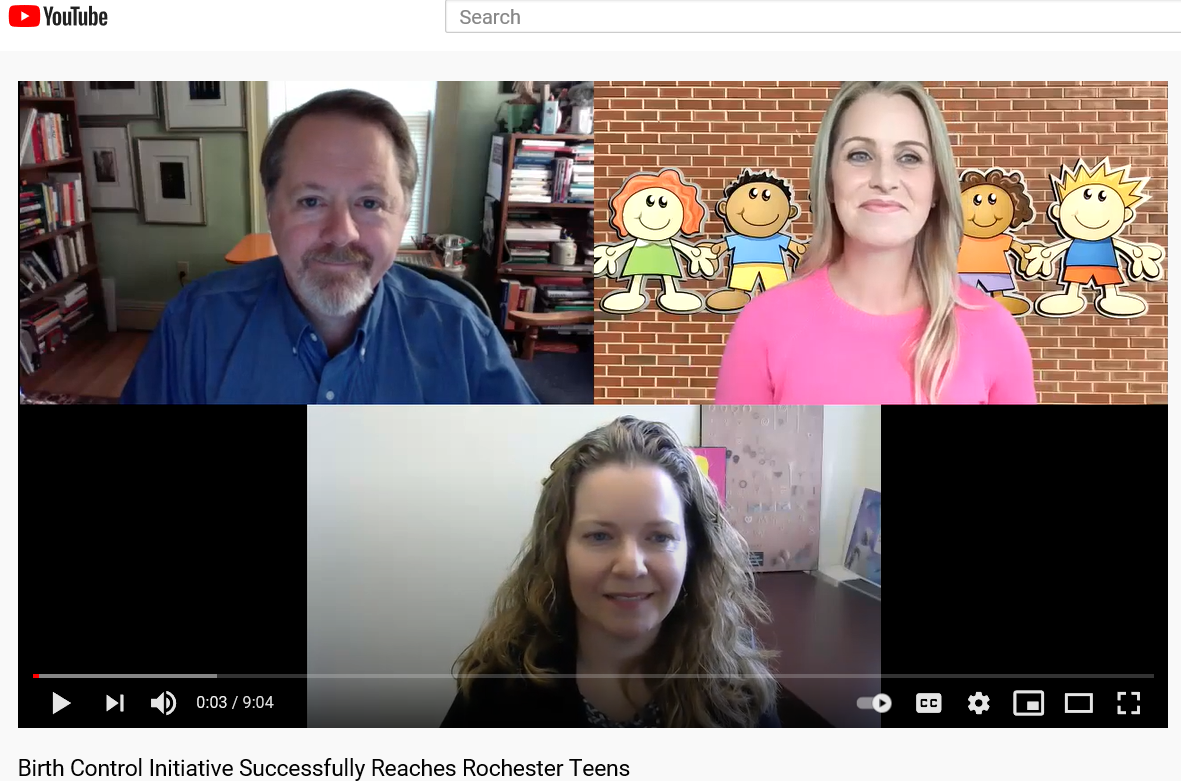 YouTube
Search
0:03 / 9:04
CC
Birth Control Initiative Successfully Reaches Rochester Teens